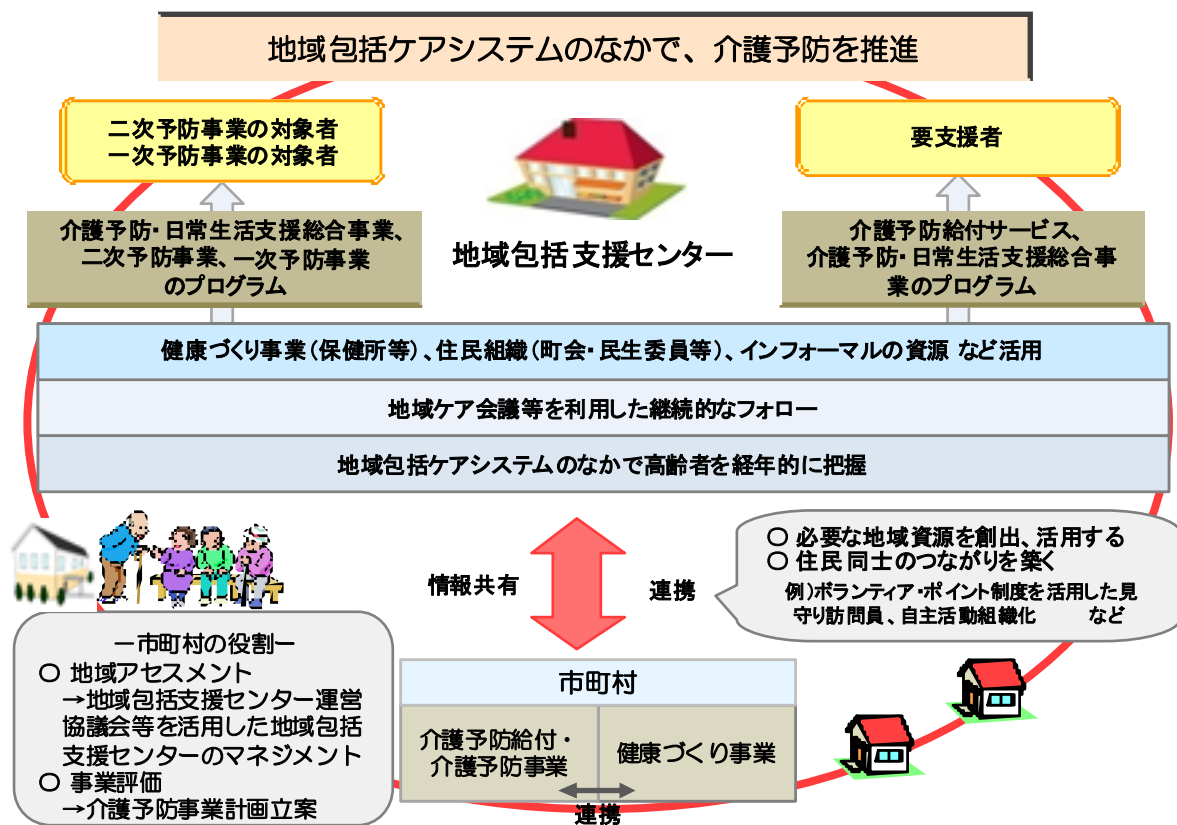 地域包括ケアシステムのなかで、介護予防を推進
二次予防事業の対象者
一次予防事業の対象者
要支援者
介護予防・日常生活支援総合事業、
二次予防事業、一次予防事業
のプログラム
地域包括支援センター
介護予防給付サービス、
介護予防・日常生活支援総合事
業のプログラム
健康づくり事業（保健所等）、住民組織（町会・民生委員等）、インフォーマルの資源 など活用
地域ケア会議等を利用した継続的なフォロー
地域包括ケアシステムのなかで高齢者を経年的に把握
情報共有
連携
○ 必要な地域資源を創出、活用する
○ 住民同士のつながりを築く
例）ボランティア・ポイント制度を活用した見
守り訪問員、自主活動組織化 など
－市町村の役割－
○ 地域アセスメント
→地域包括支援センター運営
協議会等を活用した地域包括
支援センターのマネジメント
○ 事業評価
→介護予防事業計画立案
市町村
介護予防給付・
介護予防事業
健康づくり事業
連携